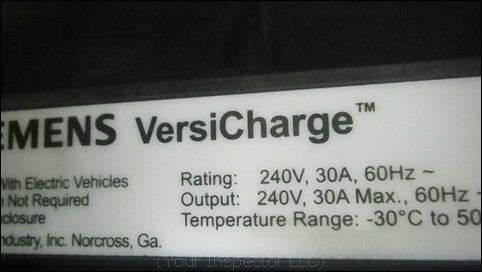 EMENS VersiCharge™
With Electric Vehicles
Not Required
closure
ndustry, Inc. Norcross, Ga.
Rating: 240V, 30A, 60Hz ~
Output: 240V, 30A Max., 60Hz ~
Temperature Range: -30°C to 50
(Your Inspector LLC)